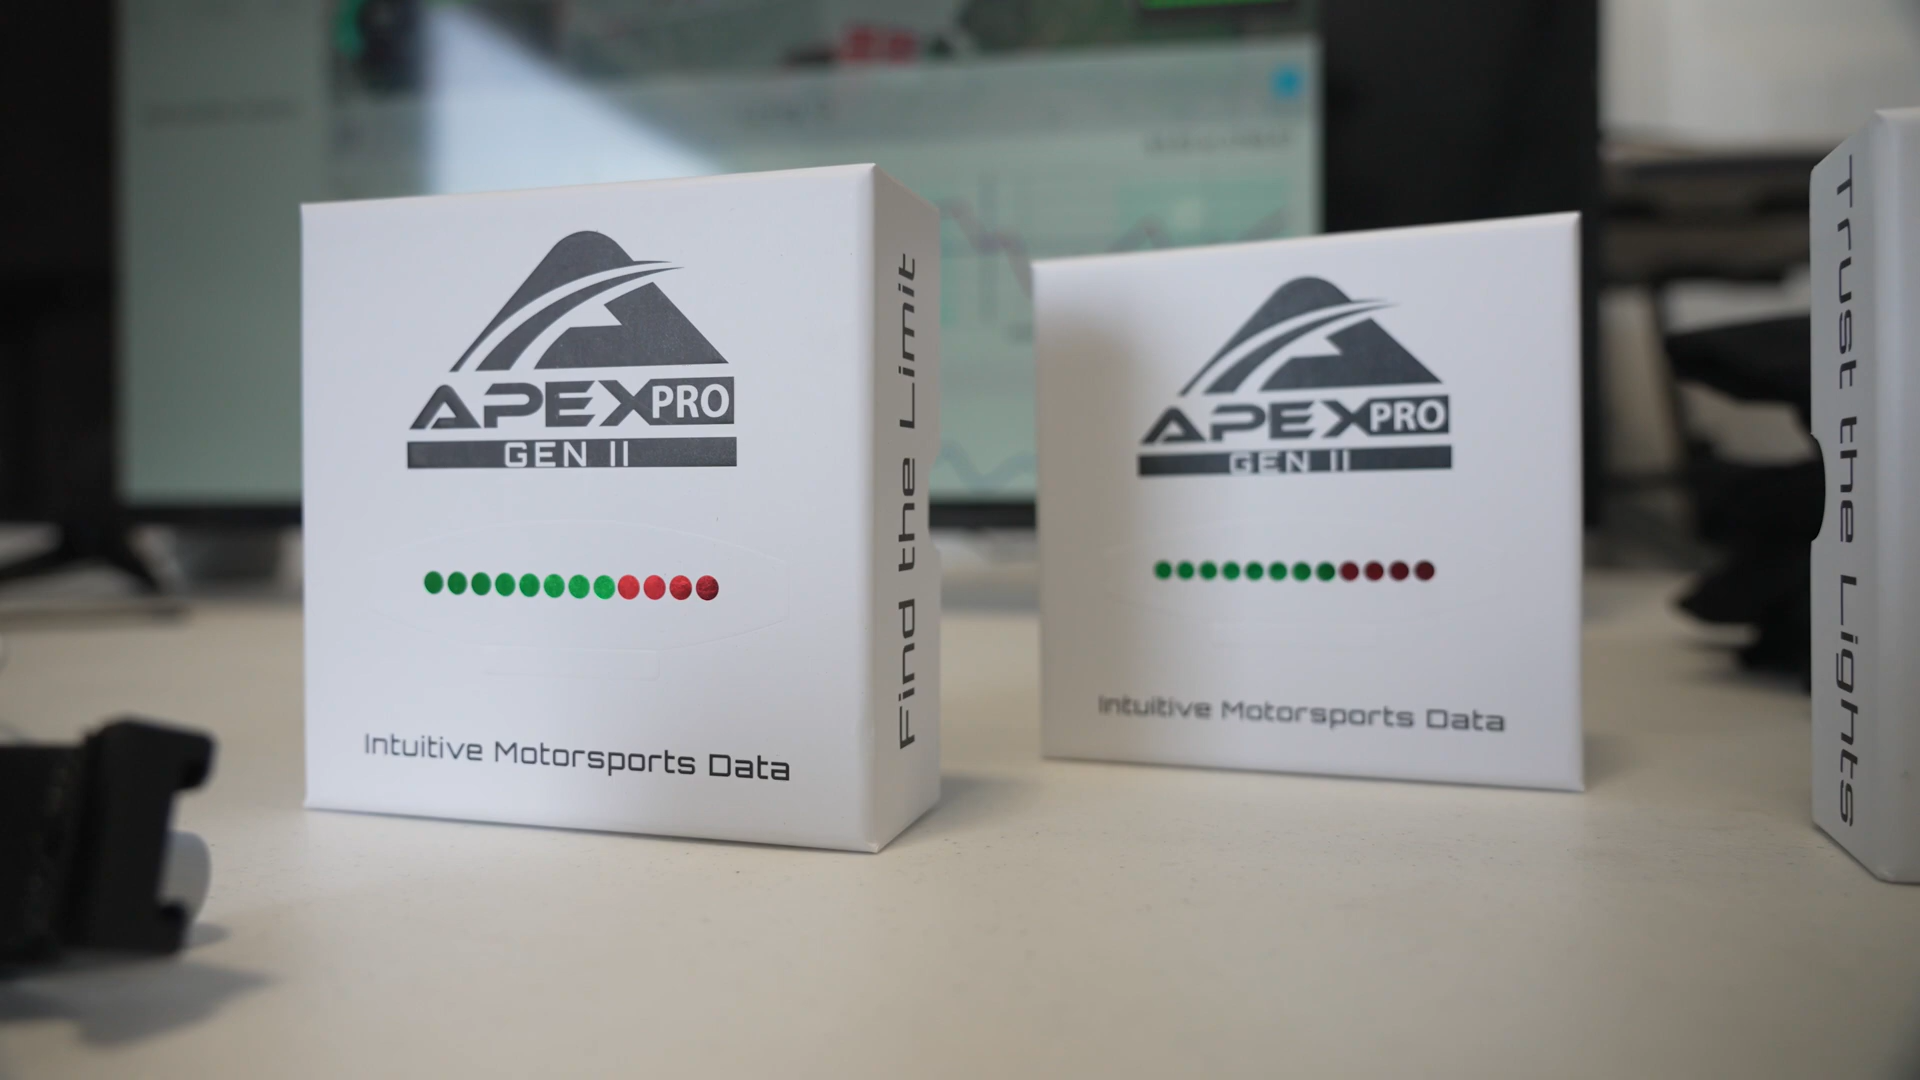 APEX PRO
GEN II
Intuitive Motorsports Data
Find the Limit
APEX PRO
GEN II
Intuitive Motorsports Data
Trust the Lights